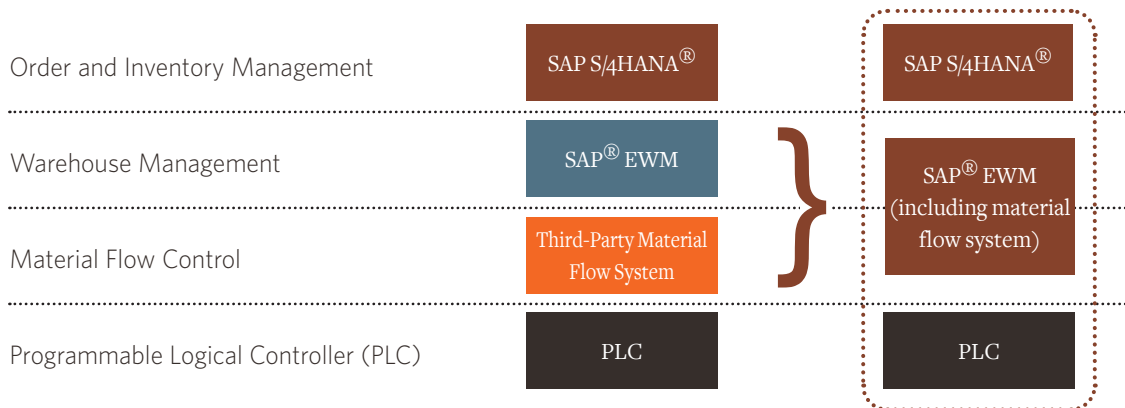 Order and Inventory Management
SAP S/4HANA®
SAP S/4HANA®
Warehouse Management
SAP® EWM
SAP® EWM
(including material
flow system)
Material Flow Control
Third-Party Material
Flow System
Programmable Logical Controller (PLC)
PLC
PLC